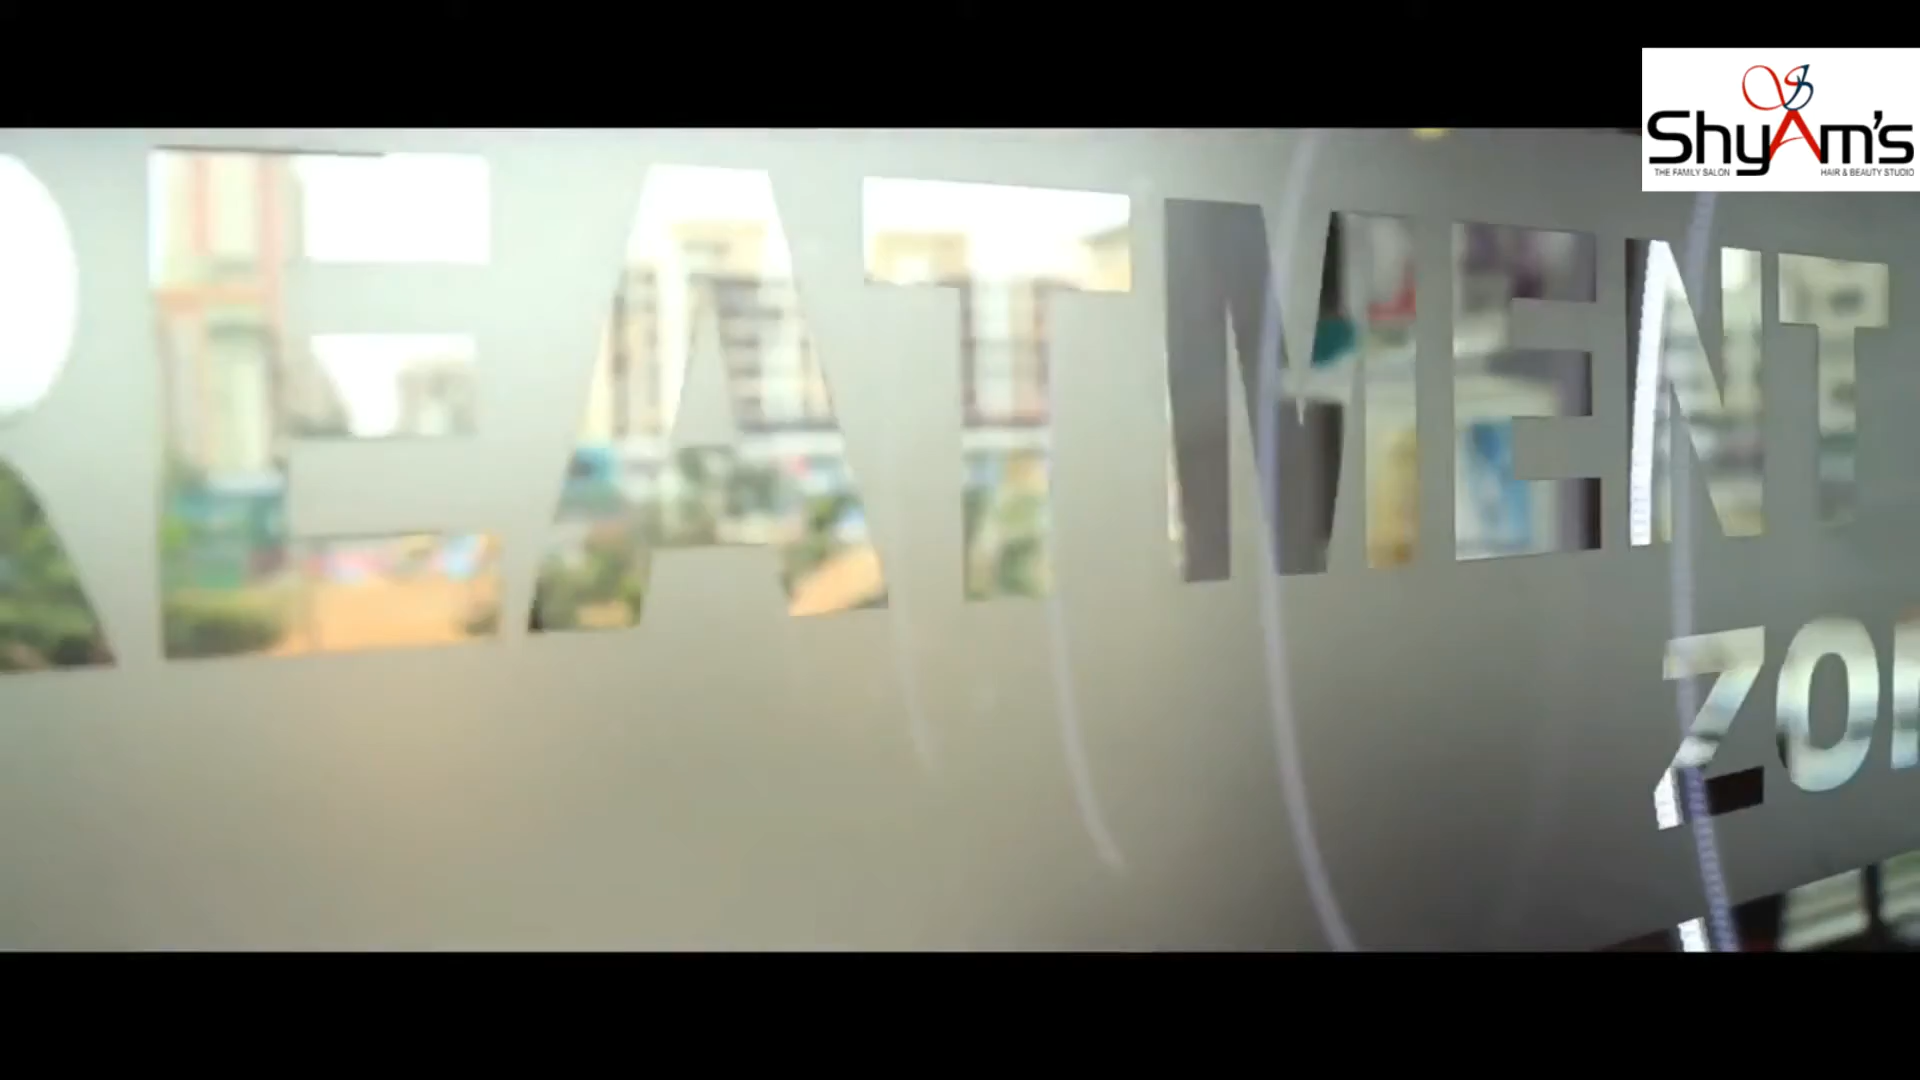 ShyAm's
THE FAMILY SALON
HAIR & BEAUTY STUDIO
REATMENT
ZO